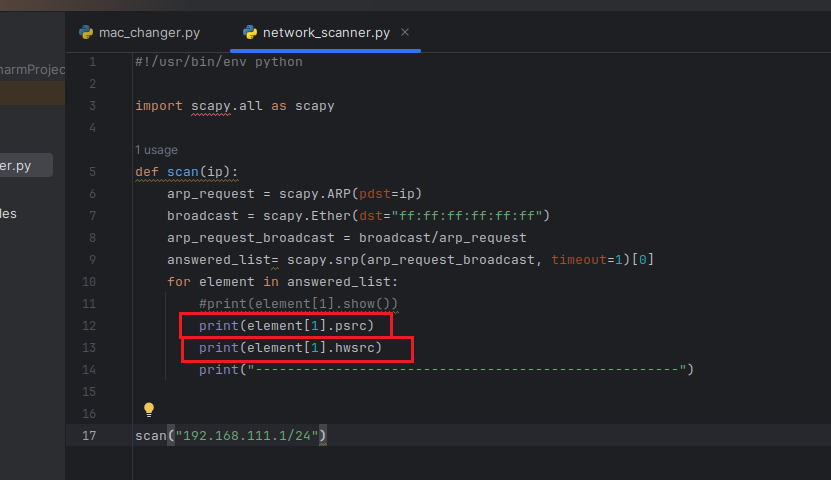 mac_changer.py network_scanner.py ×
1 #!/usr/bin/env python
2
harmProjec
3 import scapy.all as scapy
4
1 usage
er.py
5 def scan(ip):
6 arp_request = scapy.ARP(pdst=ip)
7 broadcast = scapy.Ether(dst="ff:ff:ff:ff:ff:ff")
les
8 arp_request_broadcast = broadcast/arp_request
9 answered_list= scapy.srp(arp_request_broadcast, timeout=1)[0]
10 for element in answered_list:
11 #print(element[1].show())
12 print(element[1].psrc)
13 print(element[1].hwsrc)
14 print("-----------------------------------------------------")
15
16
17 scan("192.168.111.1/24")